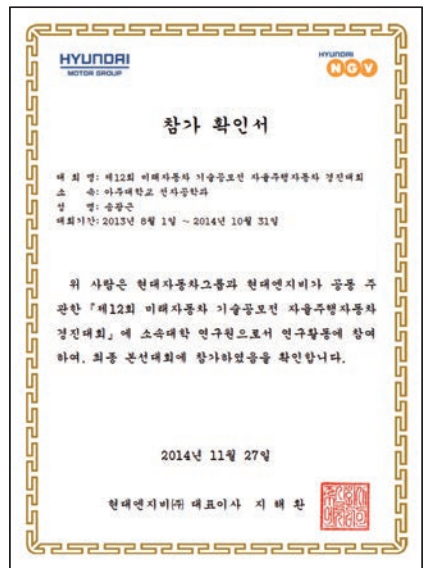 HYUNDAI
MOTOR GROUP
HYUNDAI
NGV
참가 확인서
대 회 명: 제12회 미래자동차 기술공모전 자율주행자동차 경진대회
소 속: 아주대학교 전자공학과
성 명: 송광근
대회기간: 2013년 8월 1일 ~ 2014년 10월 31일
위 사람은 현대자동차그룹과 현대엔지비가 공동 주
관한 『제12회 미래자동차 기술공모전 자율주행자동차
경진대회』에 소속대학 연구원으로서 연구활동에 참여
하여, 최종 본선대회에 참가하였음을 확인합니다.
2014년 11월 27일
현대엔지비㈜ 대표이사 지 해 환